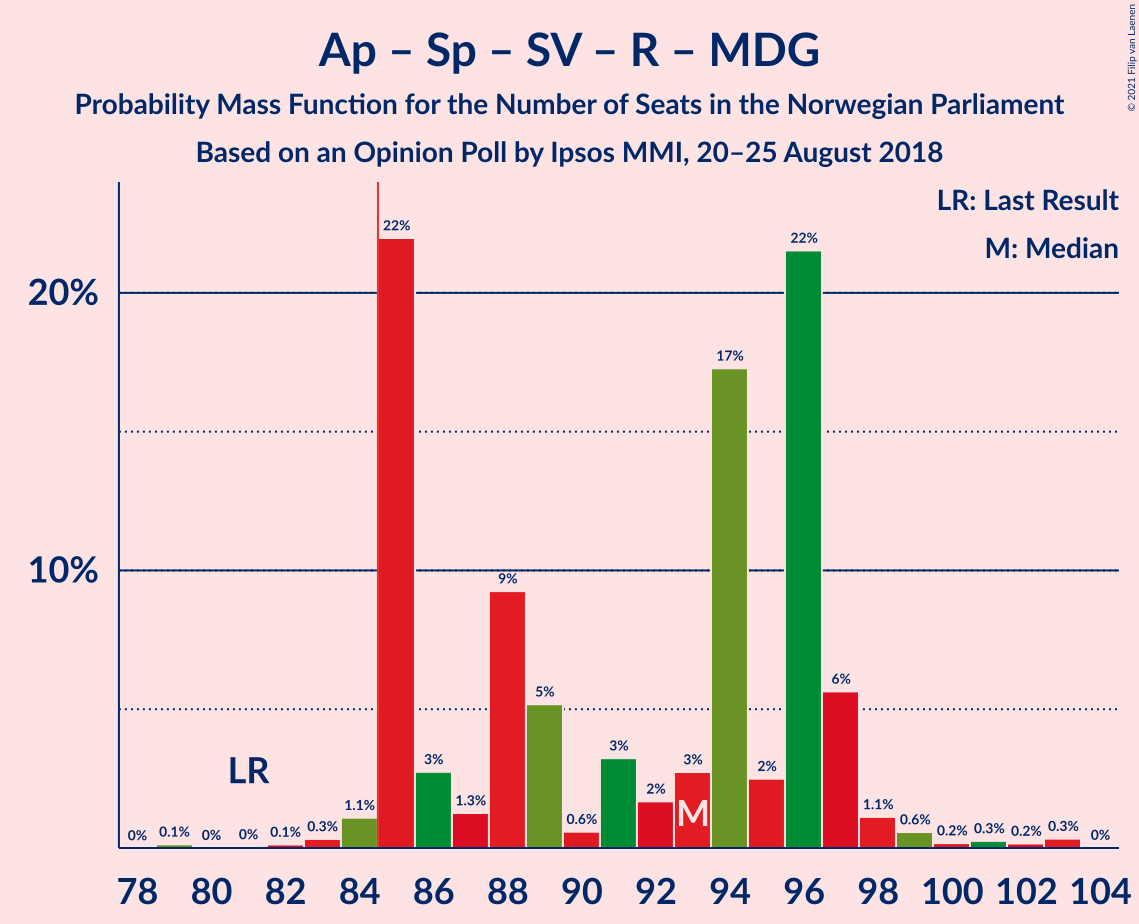 Ap – Sp – SV – R – MDG
Probability Mass Function for the Number of Seats in the Norwegian Parliament
Based on an Opinion Poll by Ipsos MMI, 20–25 August 2018
© 2021 Filip van Laenen
LR: Last Result
M: Median
20%
10%
LR
M
0% 0.1% 0% 0% 0.1% 0.3% 1.1% 22% 3% 1.3% 9% 5% 0.6% 3% 2% 3% 17% 2% 22% 6% 1.1% 0.6% 0.2% 0.3% 0.2% 0.3% 0%
78 80 82 84 86 88 90 92 94 96 98 100 102 104